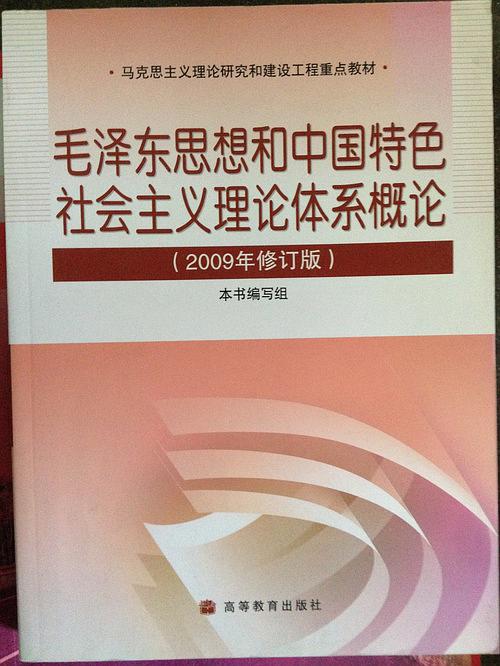 ·马克思主义理论研究和建设工程重点教材·
毛泽东思想和中国特色
社会主义理论体系概论
（2009年修订版）
本书编写组
高等教育出版社